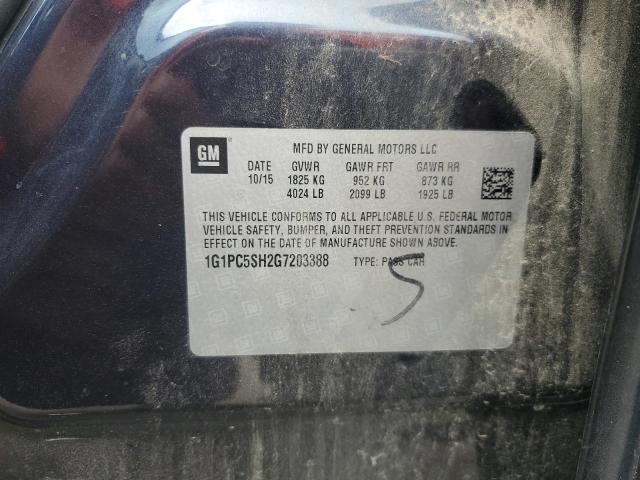 GM
MFD BY GENERAL MOTORS LLC
DATE GVWR GAWR FRT GAWR RR
10/15 1825 KG 952 KG 873 KG
4024 LB 2099 LB 1925 LB
THIS VEHICLE CONFORMS TO ALL APPLICABLE U.S. FEDERAL MOTOR
VEHICLE SAFETY, BUMPER, AND THEFT PREVENTION STANDARDS IN
EFFECT ON THE DATE OF MANUFACTURE SHOWN ABOVE.
1G1PC5SH2G7203388 TYPE: PASS CAR
5